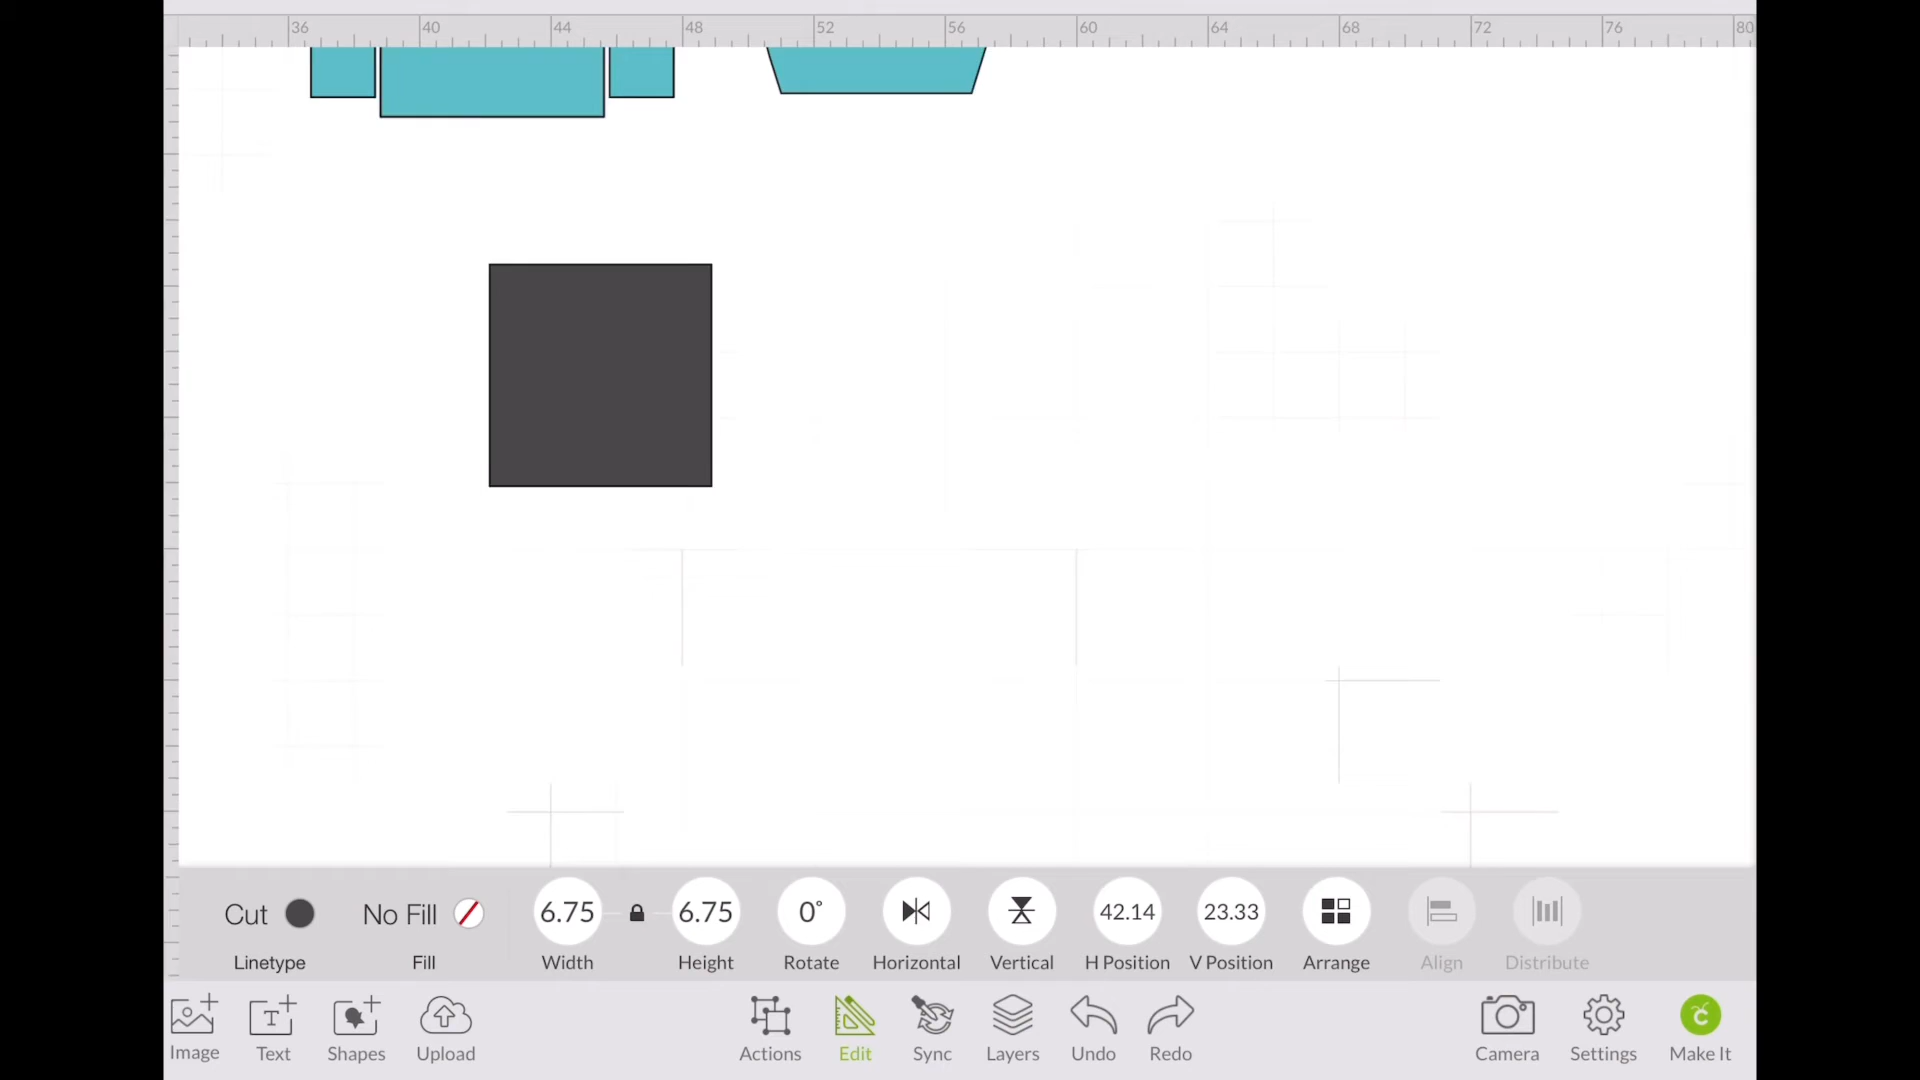 36 40 44 48 52 56 60 64 68 72 76 80
Cut No Fill 6.75 6.75 0° 42.14 23.33
Linetype Fill Width Height Rotate Horizontal Vertical H Position V Position Arrange Align Distribute
T
Image Text Shapes Upload Actions Edit Sync Layers Undo Redo Camera Settings Make It